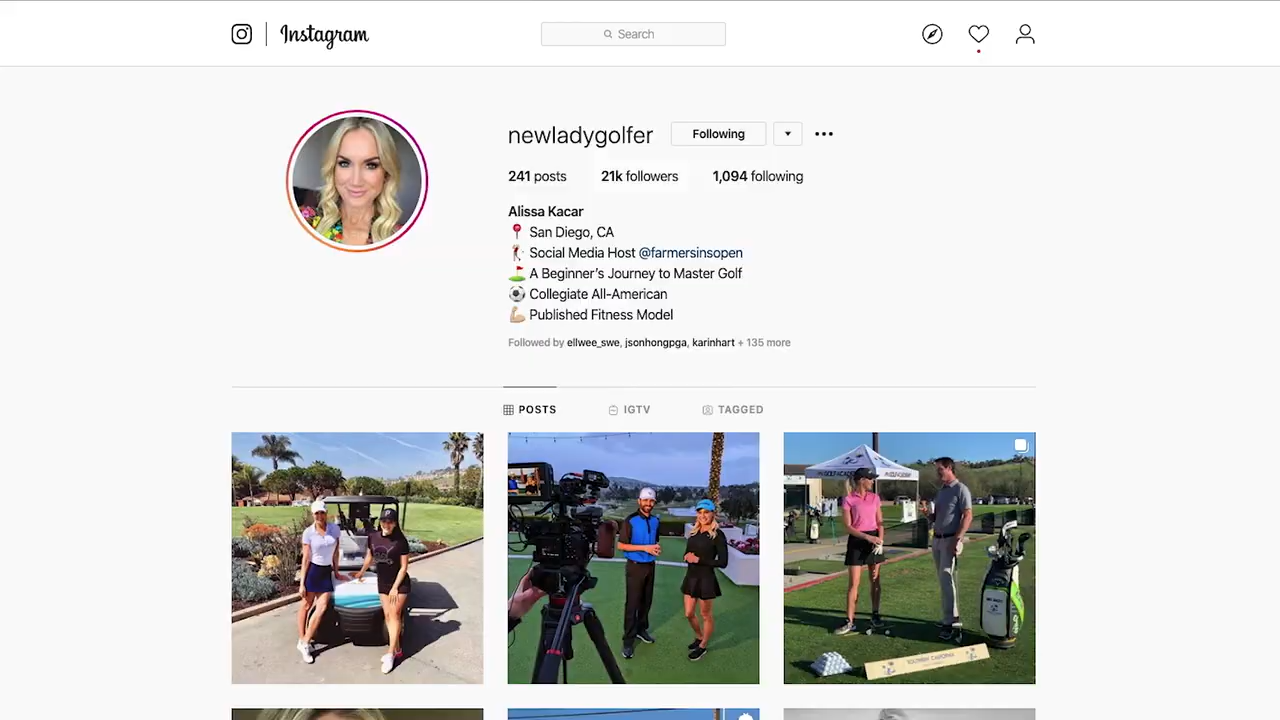 Instagram
Search
newladygolfer
Following
241 posts
21k followers
1,094 following
Alissa Kacar
San Diego, CA
Social Media Host @farmersinsopen
A Beginner’s Journey to Master Golf
Collegiate All-American
Published Fitness Model
Followed by ellwee_swe, jsonhongpga, karinhart + 135 more
POSTS
IGTV
TAGGED